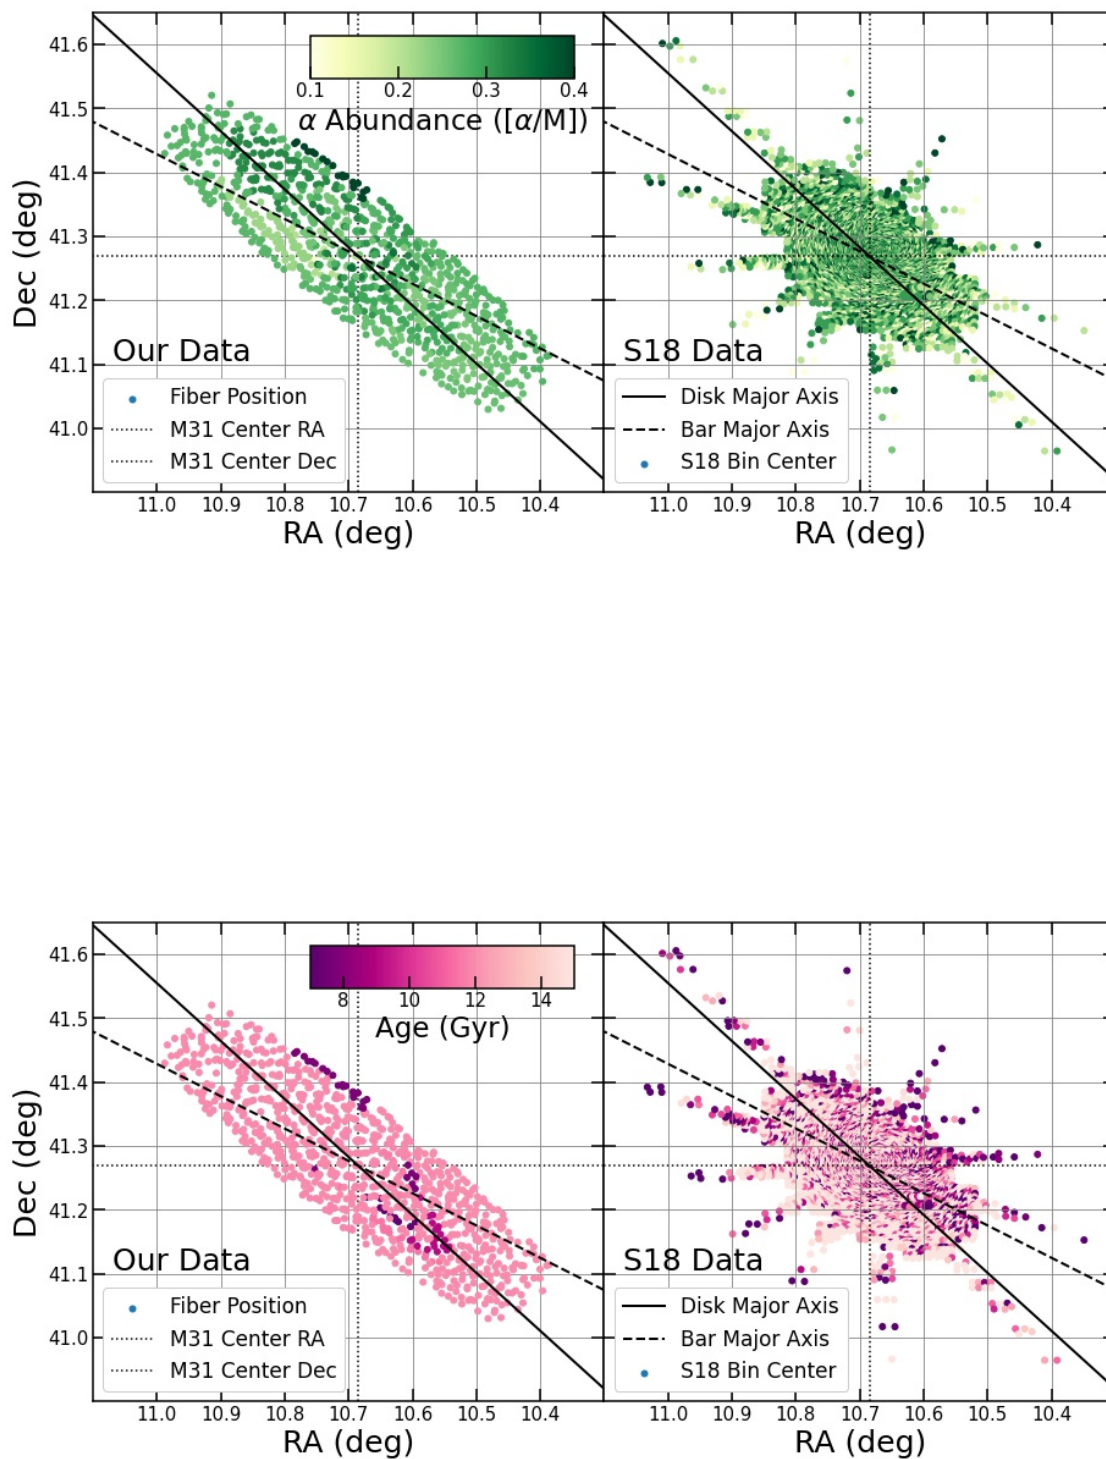 41.6
41.5
41.4
41.3
41.2
41.1
41.0
Dec (deg)
0.1 0.2 0.3 0.4
α Abundance ([α/M])
Our Data
Fiber Position
M31 Center RA
M31 Center Dec
11.0 10.9 10.8 10.7 10.6 10.5 10.4
RA (deg)
S18 Data
Disk Major Axis
Bar Major Axis
S18 Bin Center
11.0 10.9 10.8 10.7 10.6 10.5 10.4
RA (deg)
41.6
41.5
41.4
41.3
41.2
41.1
41.0
Dec (deg)
8 10 12 14
Age (Gyr)
Our Data
Fiber Position
M31 Center RA
M31 Center Dec
11.0 10.9 10.8 10.7 10.6 10.5 10.4
RA (deg)
S18 Data
Disk Major Axis
Bar Major Axis
S18 Bin Center
11.0 10.9 10.8 10.7 10.6 10.5 10.4
RA (deg)